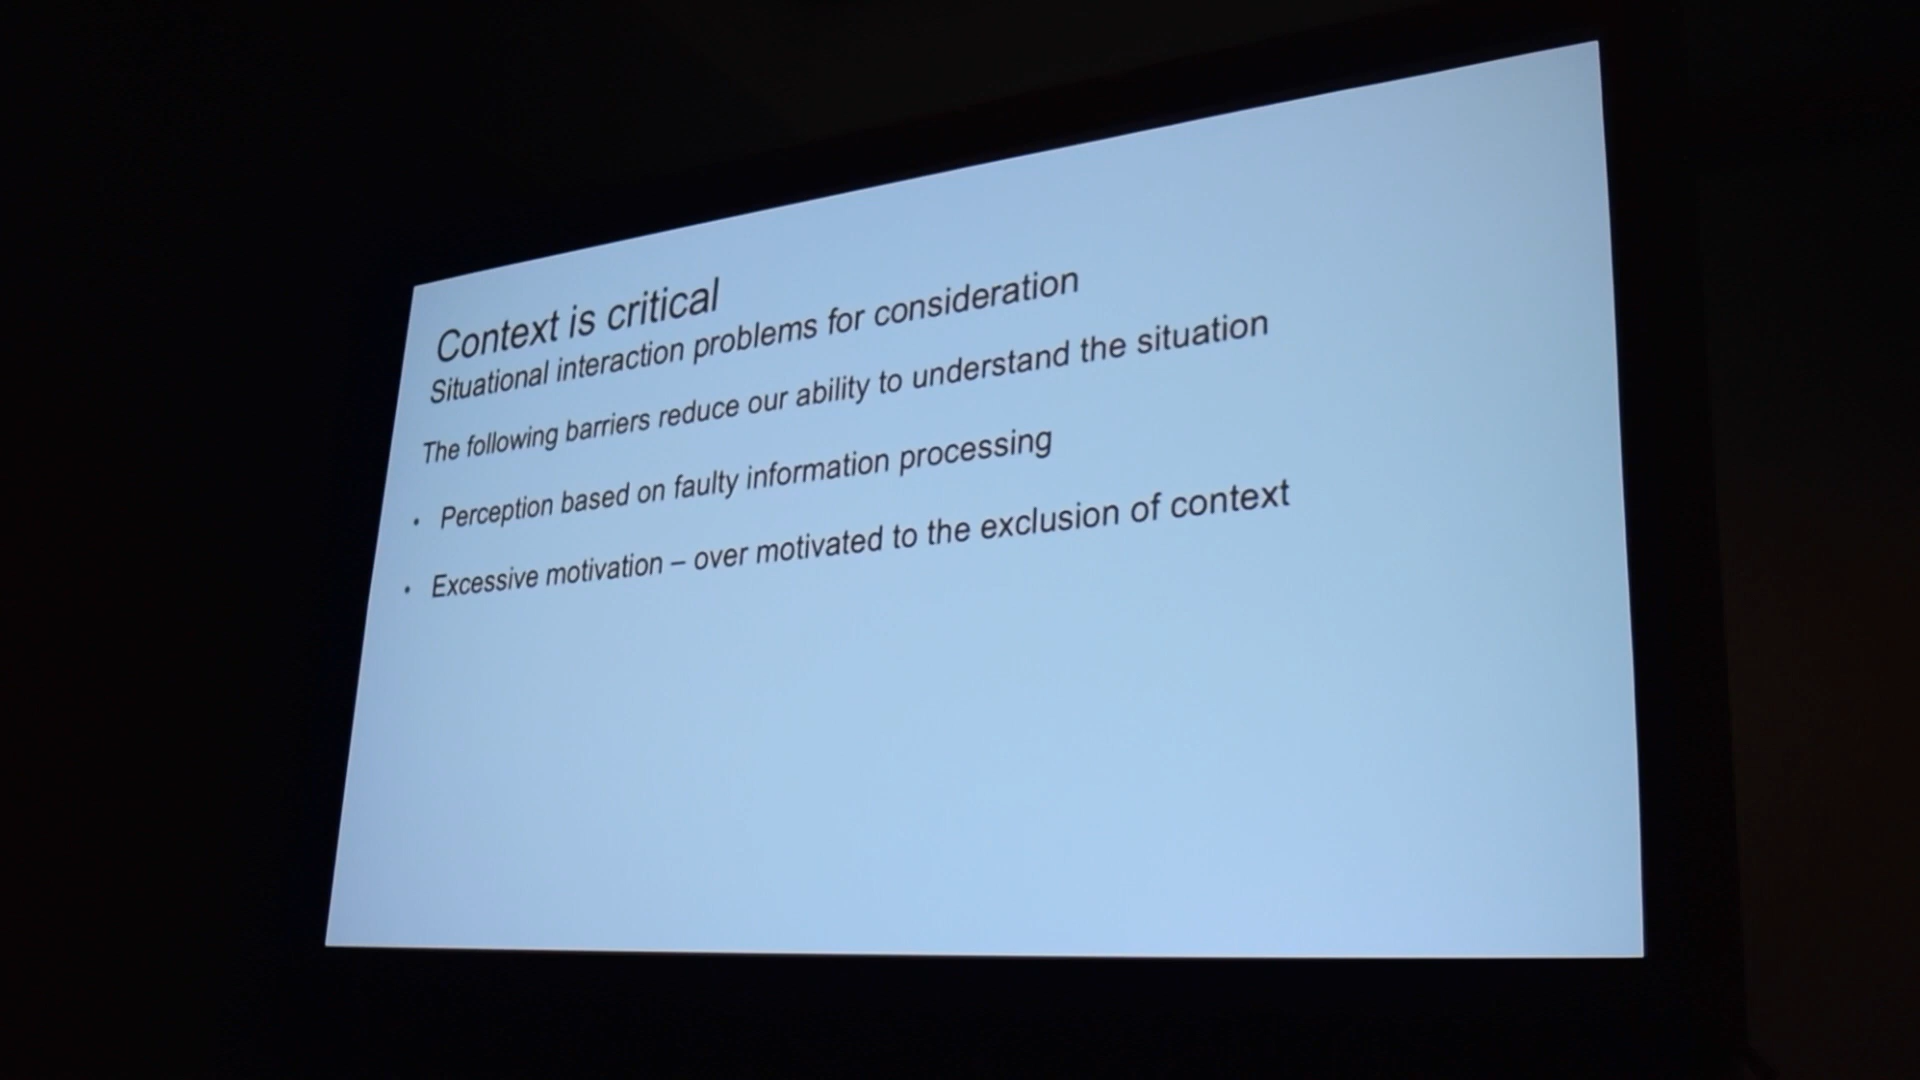 Context is critical
Situational interaction problems for consideration
The following barriers reduce our ability to understand the situation
• Perception based on faulty information processing
• Excessive motivation – over motivated to the exclusion of context